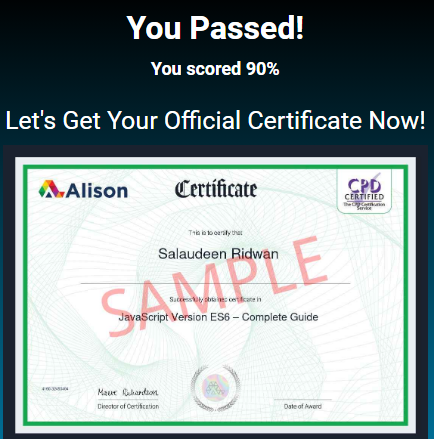 You Passed!
You scored 90%
Let's Get Your Official Certificate Now!
Alison
Certificate
CPD
CERTIFIED
The CPD Certification
Service
This is to certify that
Salaudeen Ridwan
SAMPLE
Successfully obtained certificate in
JavaScript Version ES6 – Complete Guide
Director of Certification
Date of Award